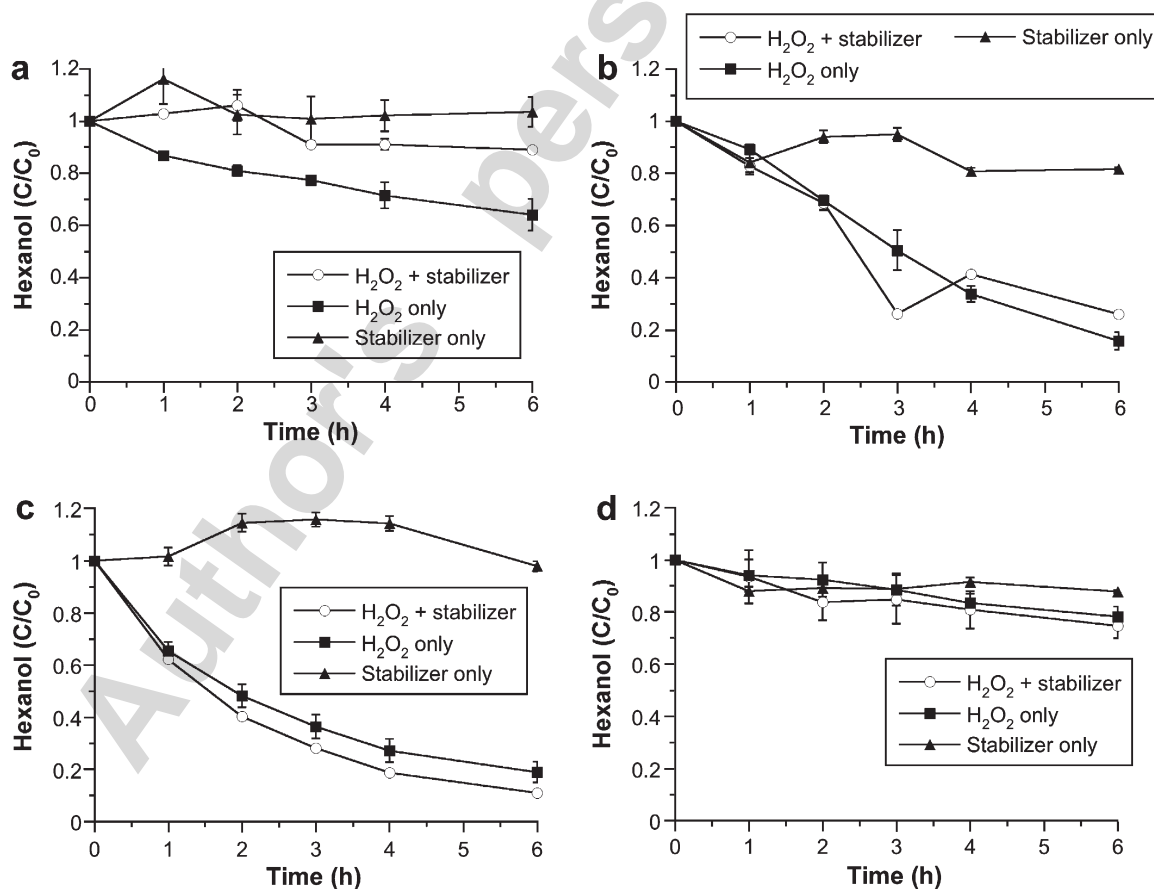 Author's pers
a
1.2
1
0.8
0.6
0.4
0.2
0
Hexanol (C/C0)
H2O2 + stabilizer
H2O2 only
Stabilizer only
0 1 2 3 4 5 6
Time (h)
b
H2O2 + stabilizer Stabilizer only
H2O2 only
1.2
1
0.8
0.6
0.4
0.2
0
Hexanol (C/C0)
0 1 2 3 4 5 6
Time (h)
c
1.2
1
0.8
0.6
0.4
0.2
0
Hexanol (C/C0)
H2O2 + stabilizer
H2O2 only
Stabilizer only
0 1 2 3 4 5 6
Time (h)
d
1.2
1
0.8
0.6
0.4
0.2
0
Hexanol (C/C0)
H2O2 + stabilizer
H2O2 only
Stabilizer only
0 1 2 3 4 5 6
Time (h)